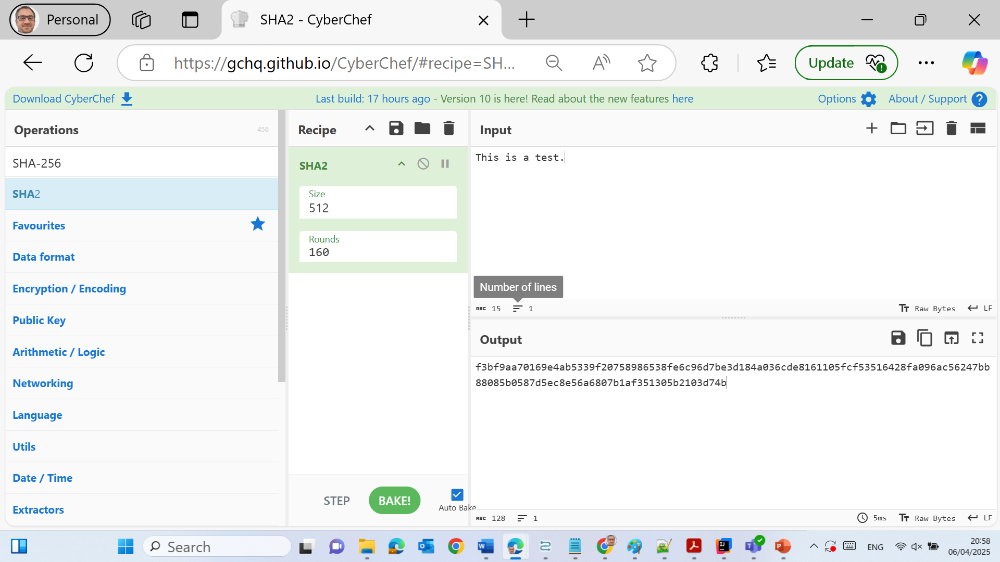 Personal
SHA2 - CyberChef
https://gchq.github.io/CyberChef/#recipe=SH...
Update
Download CyberChef
Last build: 17 hours ago - Version 10 is here! Read about the new features here
Options
About / Support
Operations
456
Recipe
Input
SHA-256
SHA2
This is a test.
SHA2
Size
512
Favourites
Rounds
160
Data format
Encryption / Encoding
Number of lines
ABC 15
1
Raw Bytes
LF
Public Key
Output
Arithmetic / Logic
f3bf9aa70169e4ab5339f20758986538fe6c96d7be3d184a036cde8161105fcf53516428fa096ac56247bb
88085b0587d5ec8e56a6807b1af351305b2103d74b
Networking
Language
Utils
Date / Time
STEP
BAKE!
Auto Bake
Extractors
ABC 128
1
5ms
Raw Bytes
LF
Search
ENG
20:58
06/04/2025